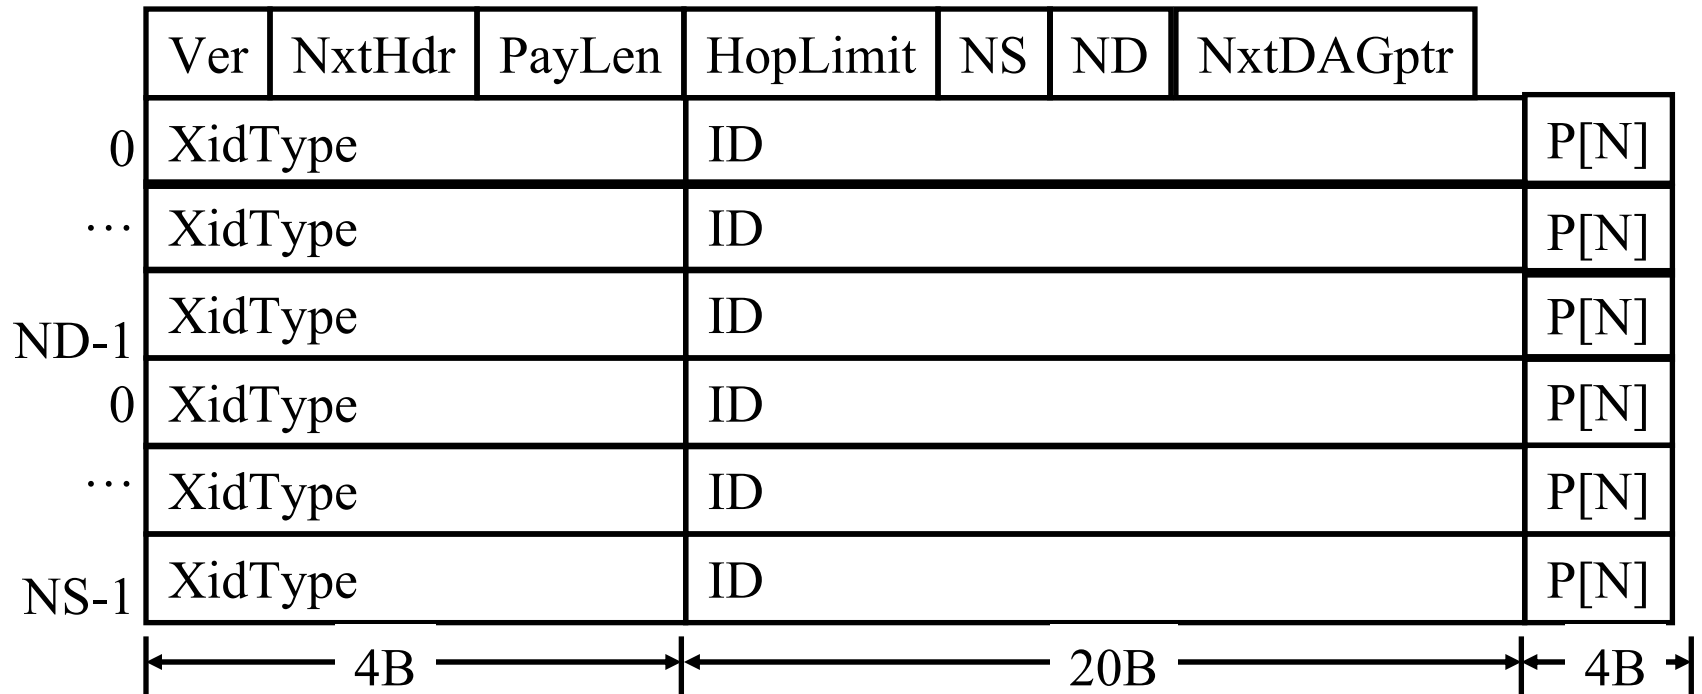 Ver NxtHdr PayLen HopLimit NS ND NxtDAGptr
0 XidType ID P[N]
... XidType ID P[N]
ND-1 XidType ID P[N]
0 XidType ID P[N]
... XidType ID P[N]
NS-1 XidType ID P[N]
4B 20B 4B